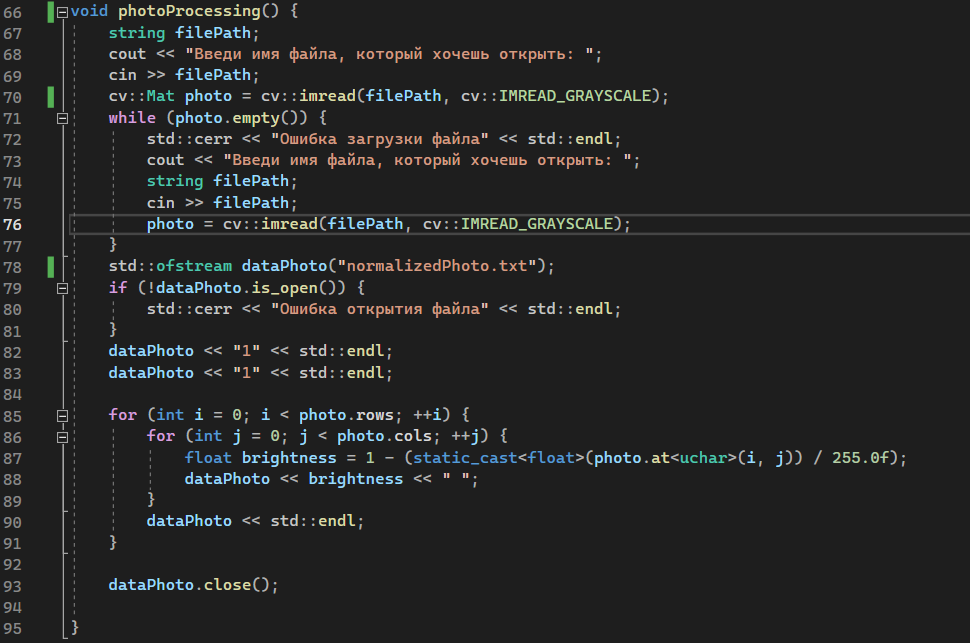 66 void photoProcessing() {
67 string filePath;
68 cout << "Введи имя файла, который хочешь открыть: ";
69 cin >> filePath;
70 cv::Mat photo = cv::imread(filePath, cv::IMREAD_GRAYSCALE);
71 while (photo.empty()) {
72 std::cerr << "Ошибка загрузки файла" << std::endl;
73 cout << "Введи имя файла, который хочешь открыть: ";
74 string filePath;
75 cin >> filePath;
76 photo = cv::imread(filePath, cv::IMREAD_GRAYSCALE);
77 }
78 std::ofstream dataPhoto("normalizedPhoto.txt");
79 if (!dataPhoto.is_open()) {
80 std::cerr << "Ошибка открытия файла" << std::endl;
81 }
82 dataPhoto << "1" << std::endl;
83 dataPhoto << "1" << std::endl;
84
85 for (int i = 0; i < photo.rows; ++i) {
86 for (int j = 0; j < photo.cols; ++j) {
87 float brightness = 1 - (static_cast<float>(photo.at<uchar>(i, j)) / 255.0f);
88 dataPhoto << brightness << " ";
89 }
90 dataPhoto << std::endl;
91 }
92
93 dataPhoto.close();
94
95 }